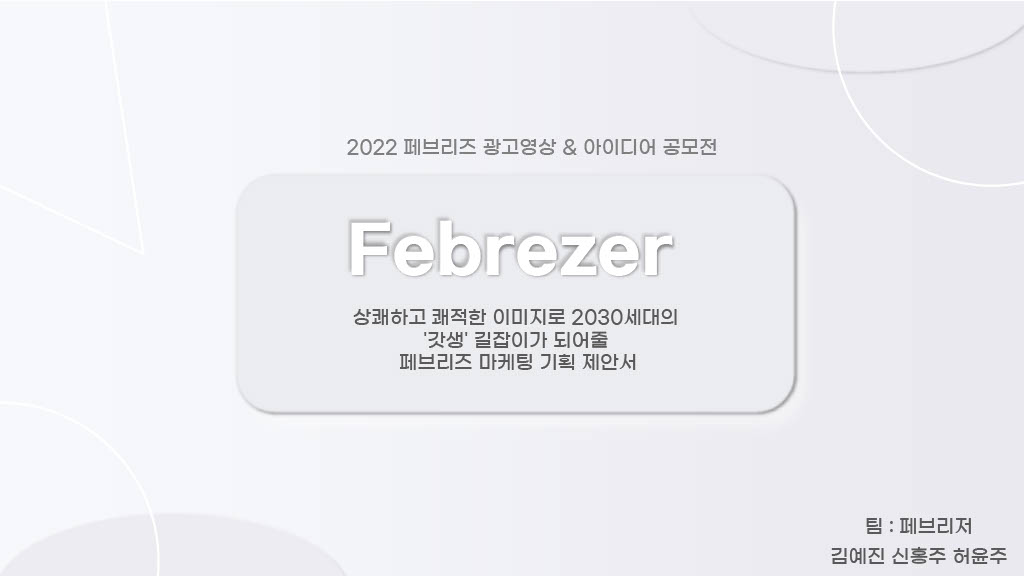 2022 페브리즈 광고영상 & 아이디어 공모전
Febrezer
상쾌하고 쾌적한 이미지로 2030세대의
'갓생' 길잡이가 되어줄
페브리즈 마케팅 기획 제안서
팀 : 페브리저
김예진 신홍주 허윤주